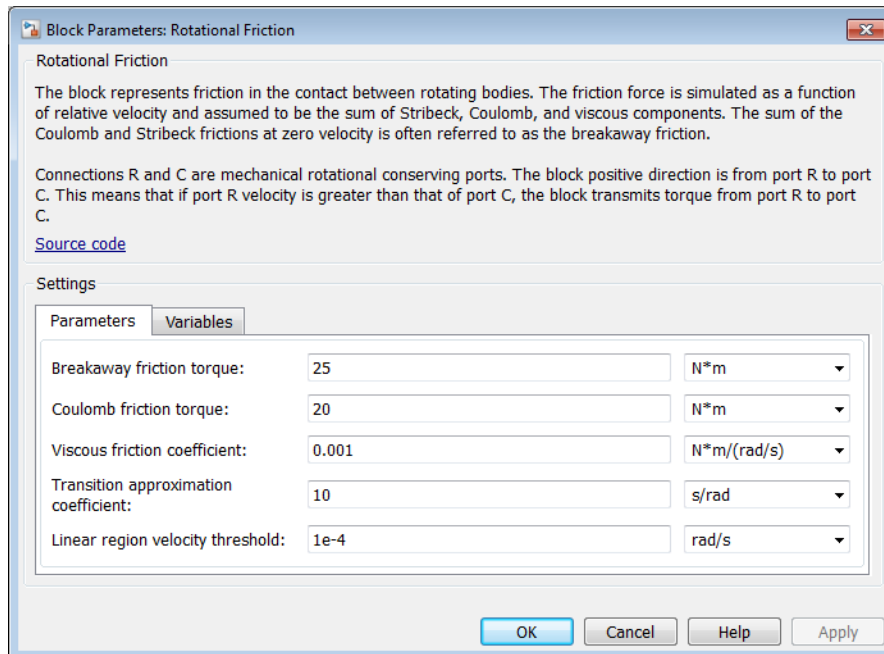 Block Parameters: Rotational Friction
Rotational Friction
The block represents friction in the contact between rotating bodies. The friction force is simulated as a function
of relative velocity and assumed to be the sum of Stribeck, Coulomb, and viscous components. The sum of the
Coulomb and Stribeck frictions at zero velocity is often referred to as the breakaway friction.
Connections R and C are mechanical rotational conserving ports. The block positive direction is from port R to port
C. This means that if port R velocity is greater than that of port C, the block transmits torque from port R to port
C.
Source code
Settings
Parameters Variables
Breakaway friction torque: 25 N*m
Coulomb friction torque: 20 N*m
Viscous friction coefficient: 0.001 N*m/(rad/s)
Transition approximation
coefficient: 10 s/rad
Linear region velocity threshold: 1e-4 rad/s
OK Cancel Help Apply